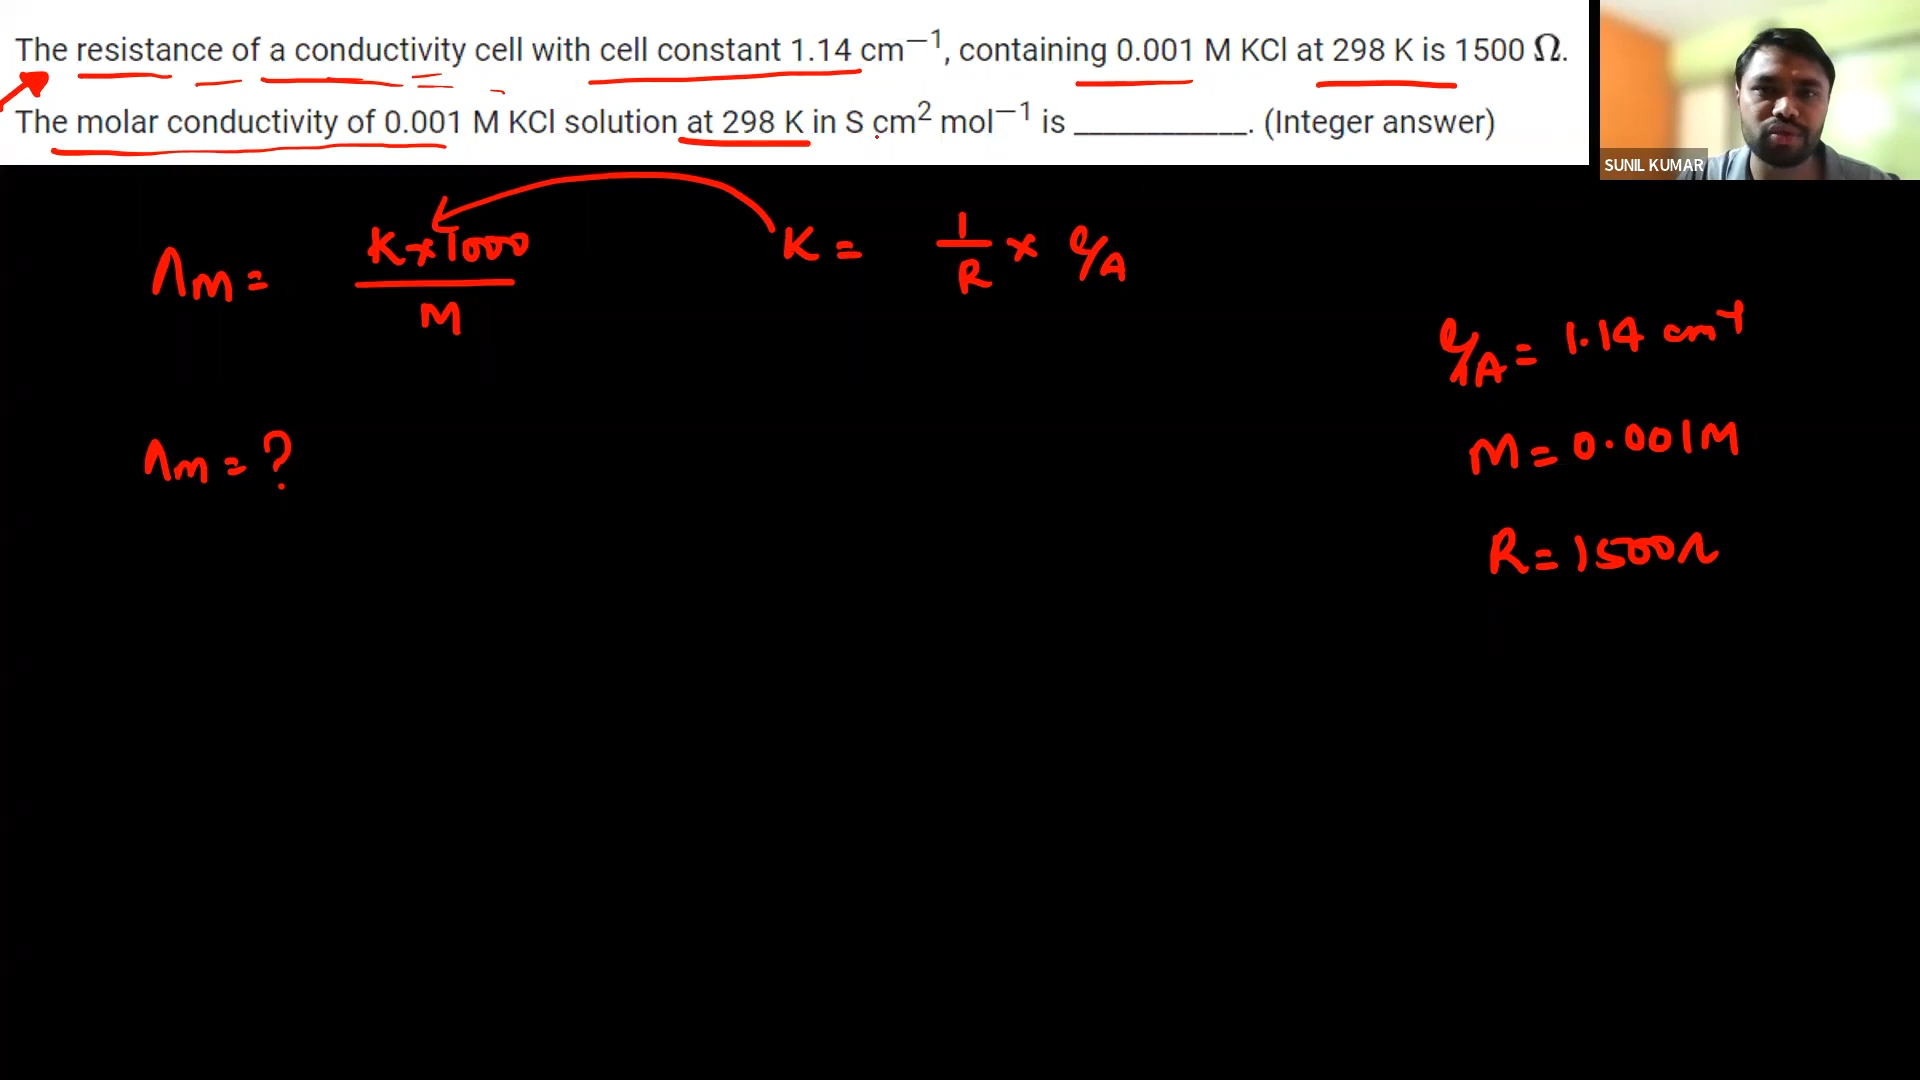 The resistance of a conductivity cell with cell constant 1.14 cm⁻¹, containing 0.001 M KCl at 298 K is 1500 Ω.
The molar conductivity of 0.001 M KCl solution at 298 K in S cm² mol⁻¹ is ____________. (Integer answer)
SUNIL KUMAR
Λm = K×1000/M
K = 1/R × l/A
l/A = 1.14 cm⁻¹
M = 0.001M
Λm = ?
R = 1500Ω